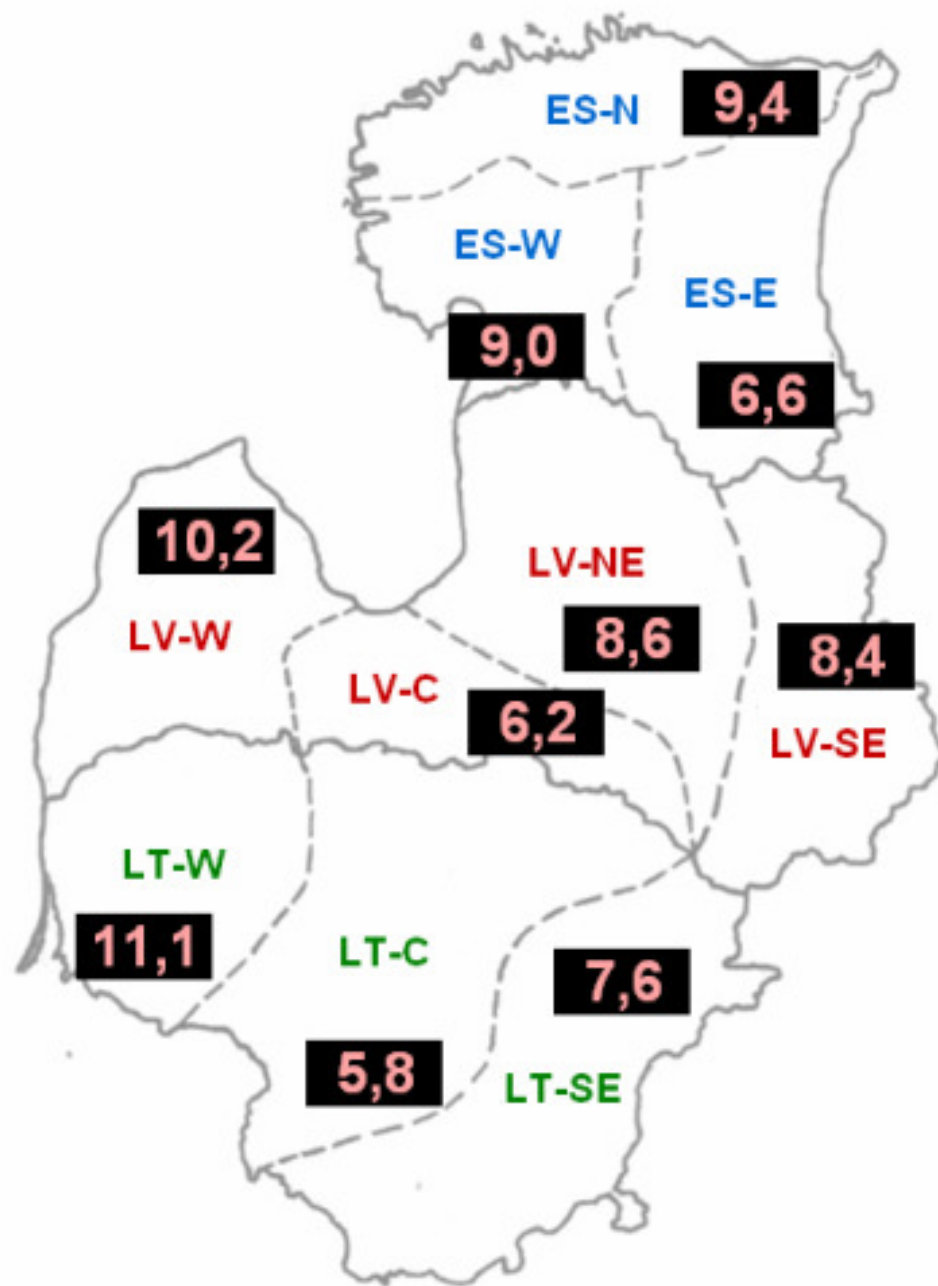 ES-N
9,4
ES-W
ES-E
9,0
6,6
10,2
LV-NE
LV-W
8,6
8,4
LV-C
6,2
LV-SE
LT-W
11,1
LT-C
7,6
5,8
LT-SE